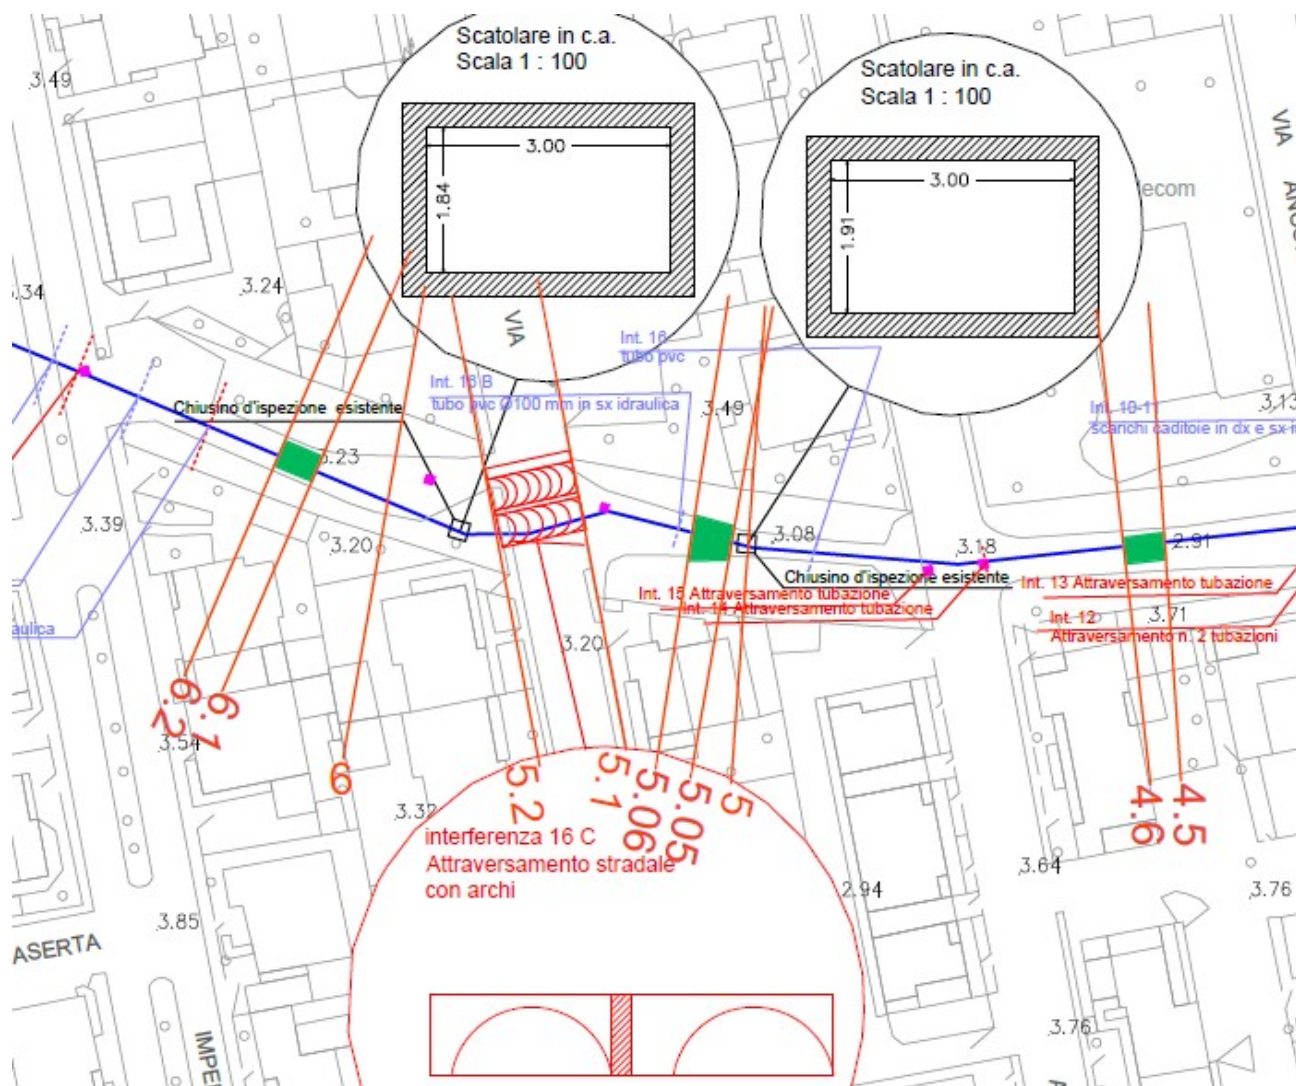 Scatolare in c.a.
Scala 1 : 100
3.00
1.84
Scatolare in c.a.
Scala 1 : 100
3.00
1.91
VIA
3.49
3.24
VIA
Int. 16
tubo pvc
Int. 16 B
tubo pvc Ø100 mm in sx idraulica
Chiusino d'ispezione esistente
3.49
Int. 10-11
scarichi caditoie in dx e sx
3.13
3.39
3.20
3.08
3.18
2.91
Chiusino d'ispezione esistente
Int. 15 Attraversamento tubazione
Int. 14 Attraversamento tubazione
Int. 13 Attraversamento tubazione
Int. 12
Attraversamento n. 2 tubazioni
3.71
3.20
6.2
6.1
6
5.2
5.1
5.06
5.05
5
4.6
4.5
3.54
3.32
interferenza 16 C
Attraversamento stradale
con archi
2.94
3.64
3.76
3.85
ASERTA
3.76